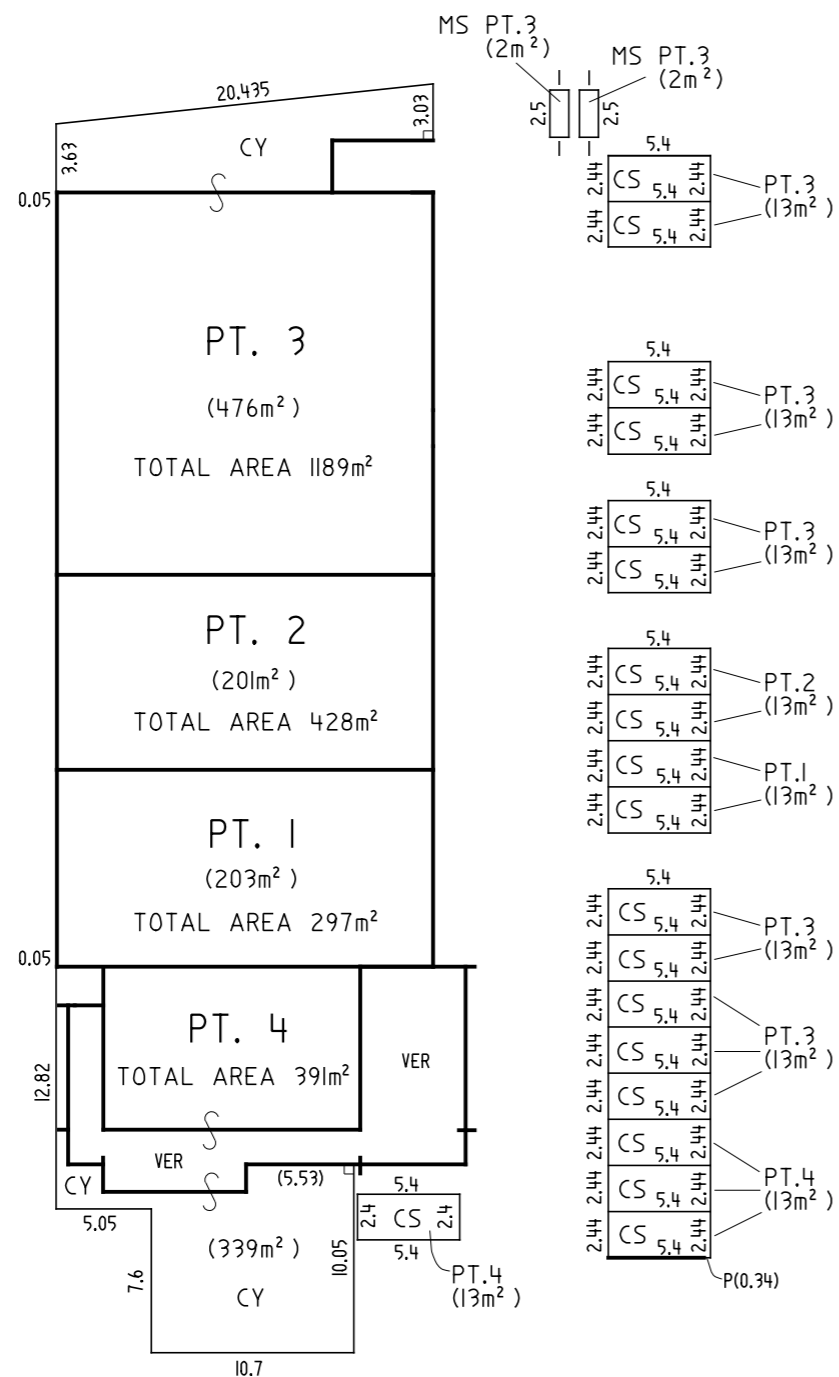 MS PT.3
(2m²)
MS PT.3
(2m²)
2.5
2.5
20.435
3.03
3.63
CY
0.05
PT. 3
(476m²)
TOTAL AREA 1189m²
PT. 2
(201m²)
TOTAL AREA 428m²
PT. 1
(203m²)
TOTAL AREA 297m²
0.05
PT. 4
TOTAL AREA 391m²
VER
12.82
VER
CY
(5.53)
5.05
7.6
(339m²)
CY
10.05
10.7
5.4
2.4 CS 2.4
5.4
PT.4
(13m²)
5.4
2.44 CS 5.4 2.44
2.44 CS 5.4 2.44
PT.3
(13m²)
5.4
2.44 CS 5.4 2.44
2.44 CS 5.4 2.44
PT.3
(13m²)
5.4
2.44 CS 5.4 2.44
2.44 CS 5.4 2.44
PT.3
(13m²)
5.4
2.44 CS 5.4 2.44
2.44 CS 5.4 2.44
PT.2
(13m²)
2.44 CS 5.4 2.44
2.44 CS 5.4 2.44
PT.1
(13m²)
5.4
2.44 CS 5.4 2.44
2.44 CS 5.4 2.44
PT.3
(13m²)
2.44 CS 5.4 2.44
2.44 CS 5.4 2.44
2.44 CS 5.4 2.44
PT.3
(13m²)
2.44 CS 5.4 2.44
2.44 CS 5.4 2.44
2.44 CS 5.4 2.44
PT.4
(13m²)
P(0.34)